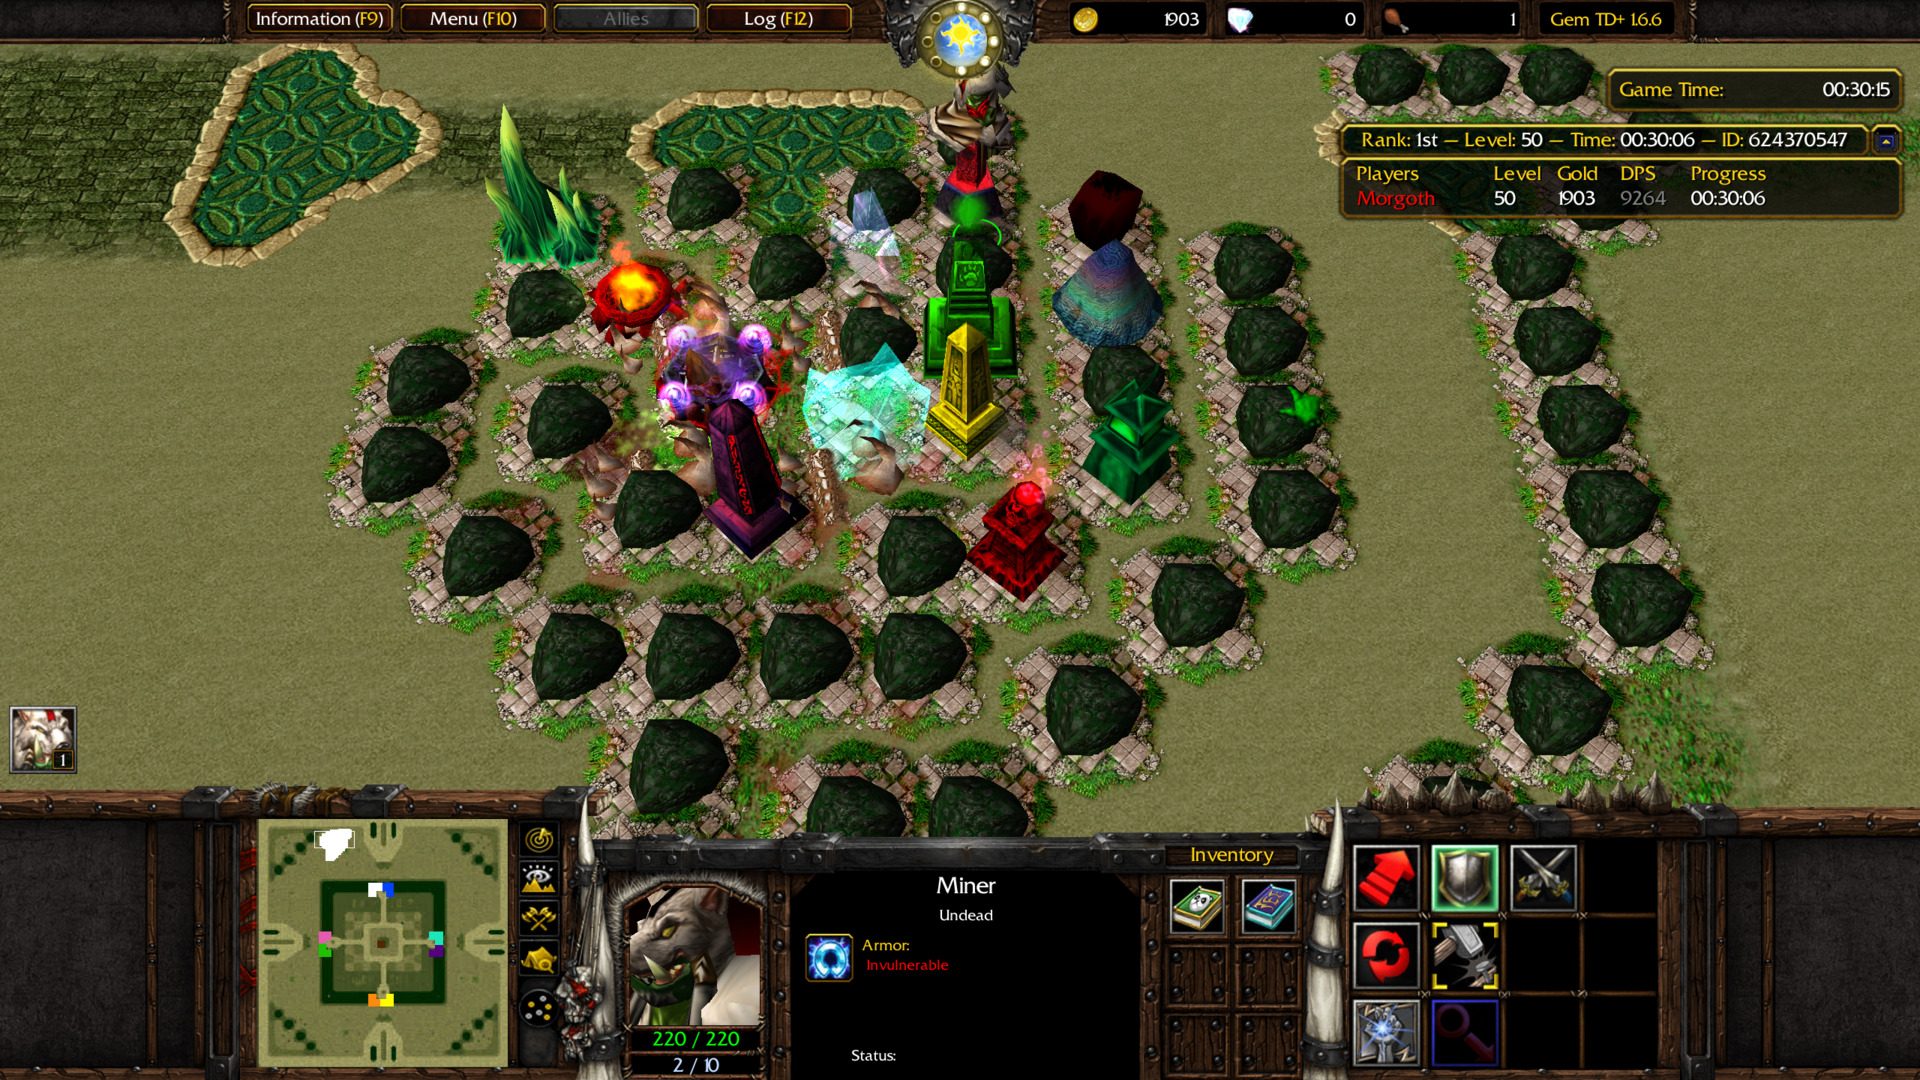 Information (F9)
Menu (F10)
Allies
Log (F12)
1903
0
1
Gem TD+ 1.6.6
Game Time: 00:30:15
Rank: 1st – Level: 50 – Time: 00:30:06 – ID: 624370547
Players Level Gold DPS Progress
Morgoth 50 1903 9264 00:30:06
1
Miner
Undead
Armor:
Invulnerable
Status:
220 / 220
2 / 10
Inventory